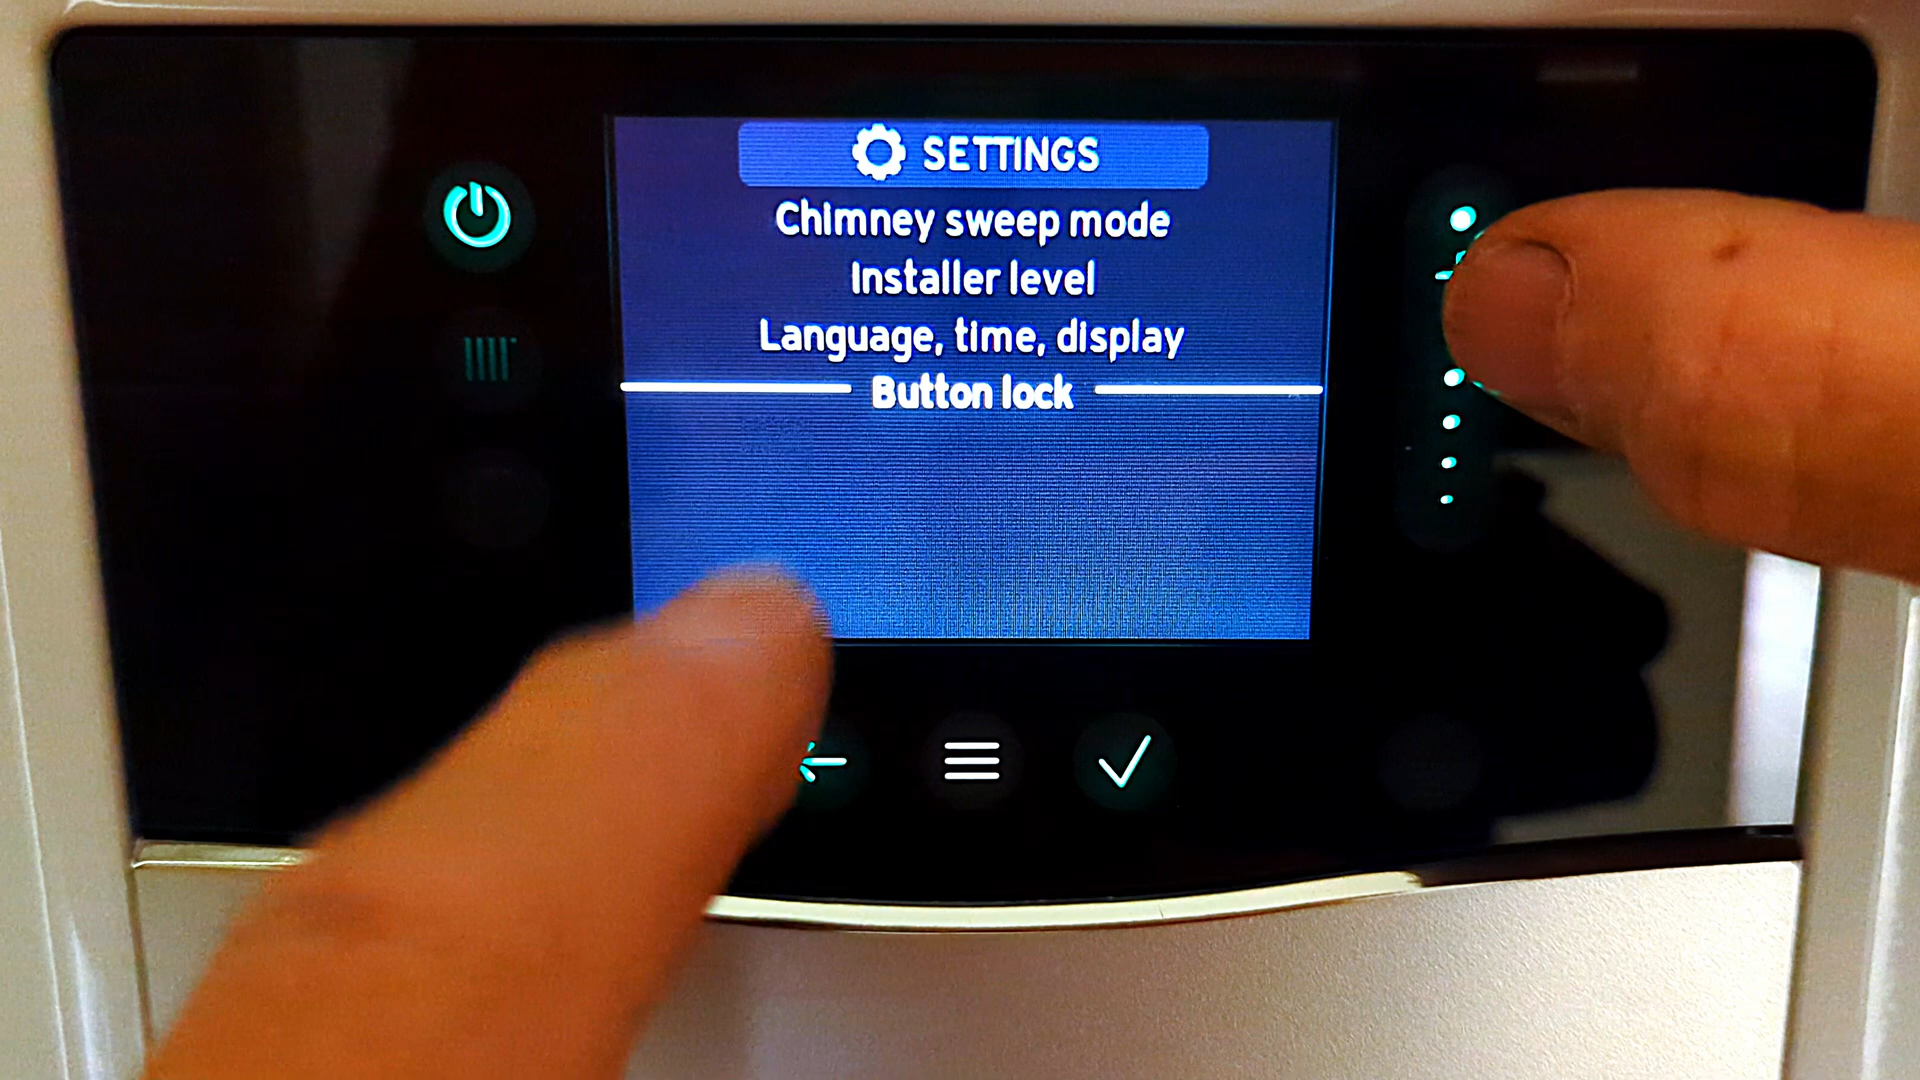 SETTINGS
Chimney sweep mode
Installer level
Language, time, display
Button lock